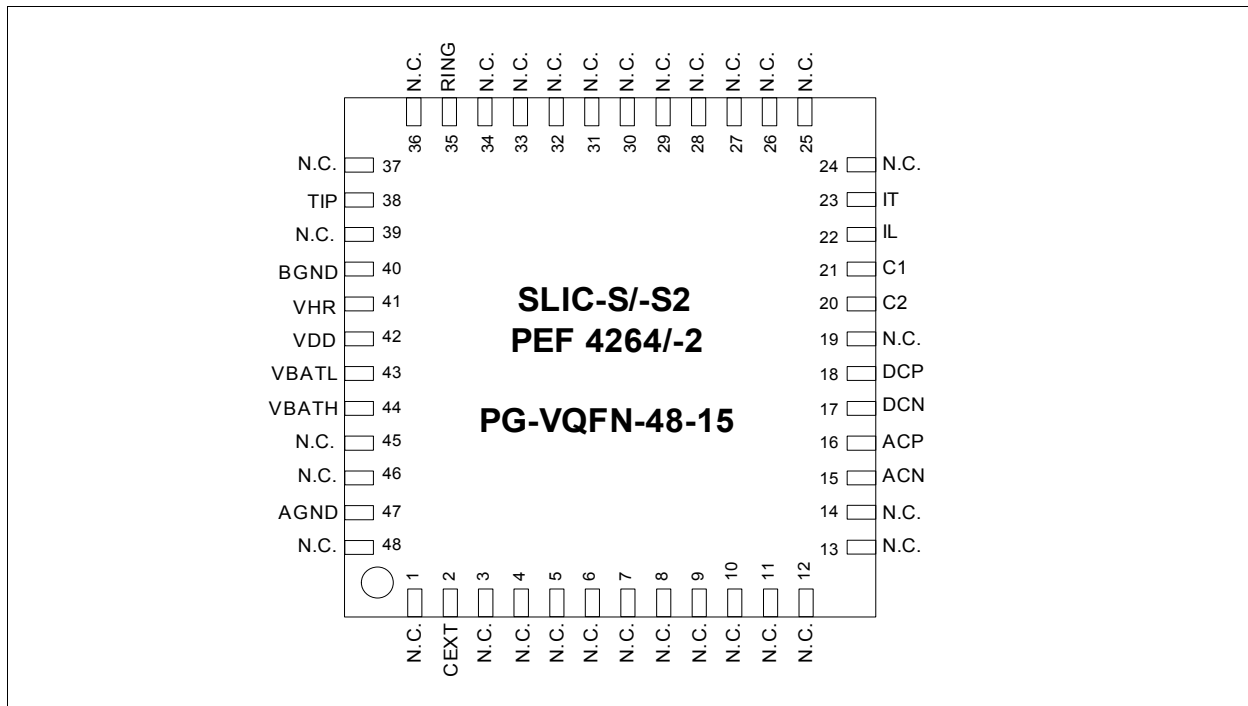 N.C. RING N.C. N.C. N.C. N.C. N.C. N.C. N.C. N.C. N.C. N.C.
36 35 34 33 32 31 30 29 28 27 26 25
N.C. 37 24 N.C.
TIP 38 23 IT
N.C. 39 22 IL
BGND 40 21 C1
VHR 41 20 C2
VDD 42 19 N.C.
VBATL 43 18 DCP
VBATH 44 17 DCN
N.C. 45 16 ACP
N.C. 46 15 ACN
AGND 47 14 N.C.
N.C. 48 13 N.C.
SLIC-S/-S2
PEF 4264/-2
PG-VQFN-48-15
1 2 3 4 5 6 7 8 9 10 11 12
N.C. CEXT N.C. N.C. N.C. N.C. N.C. N.C. N.C. N.C. N.C. N.C.